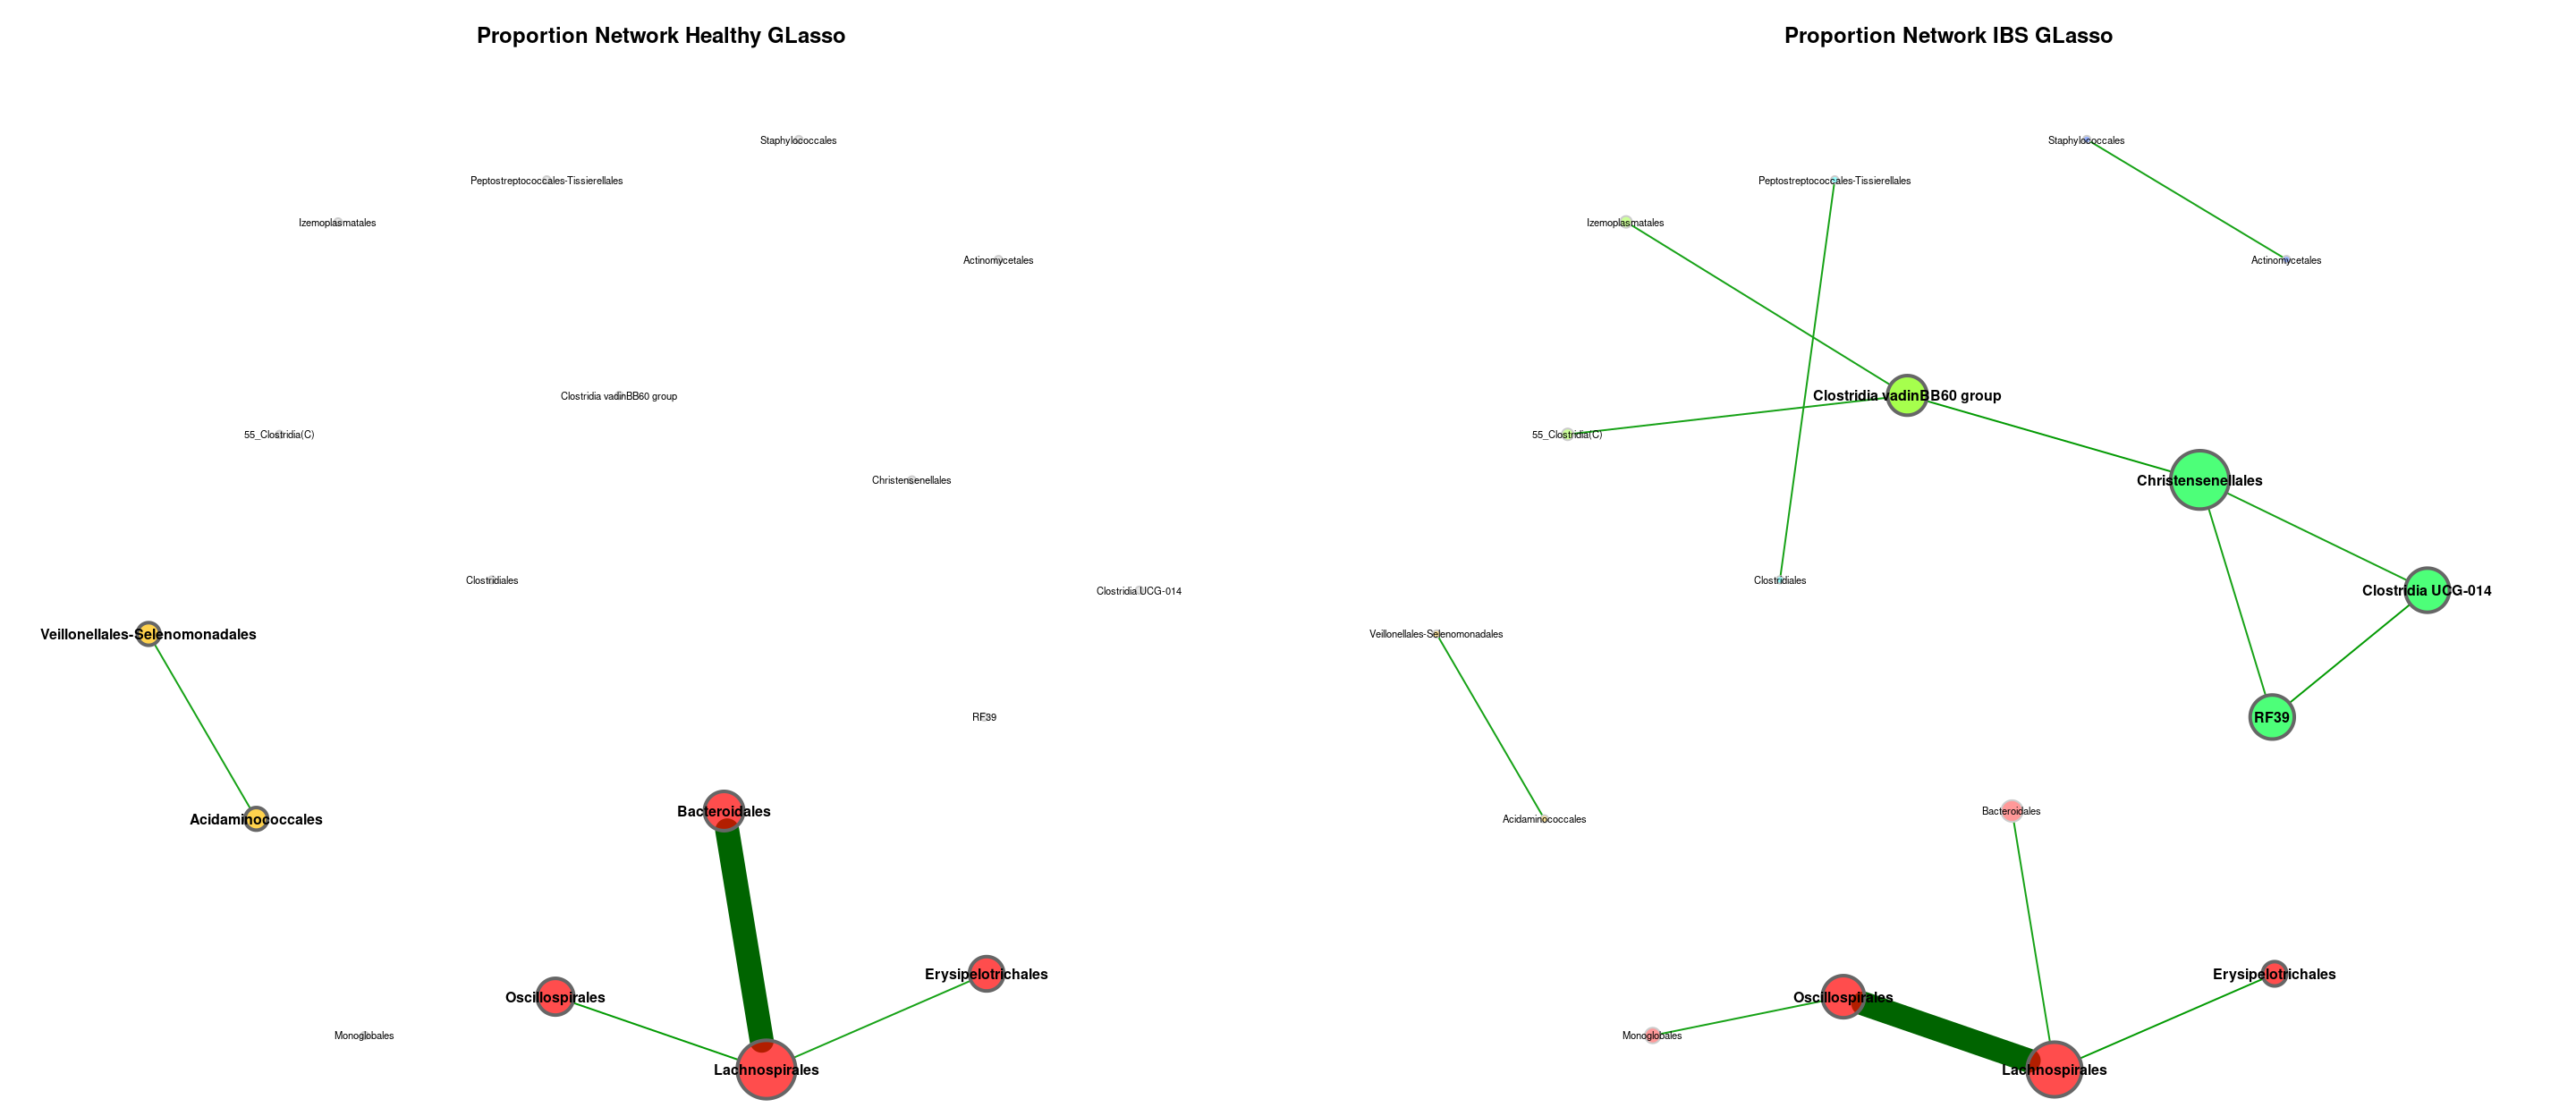 Proportion Network Healthy GLasso
Staphylococcales
Peptostreptococcales-Tissierellales
Izemoplasmatales
Actinomycetales
Clostridia vadinBB60 group
55_Clostridia(C)
Christensenellales
Clostridiales
Clostridia UCG-014
Veillonellales-Selenomonadales
RF39
Bacteroidales
Acidaminococcales
Erysipelotrichales
Oscillospirales
Monoglobales
Lachnospirales
Proportion Network IBS GLasso
Staphylococcales
Peptostreptococcales-Tissierellales
Izemoplasmatales
Actinomycetales
Clostridia vadinBB60 group
55_Clostridia(C)
Christensenellales
Clostridiales
Clostridia UCG-014
Veillonellales-Selenomonadales
RF39
Bacteroidales
Acidaminococcales
Erysipelotrichales
Oscillospirales
Monoglobales
Lachnospirales